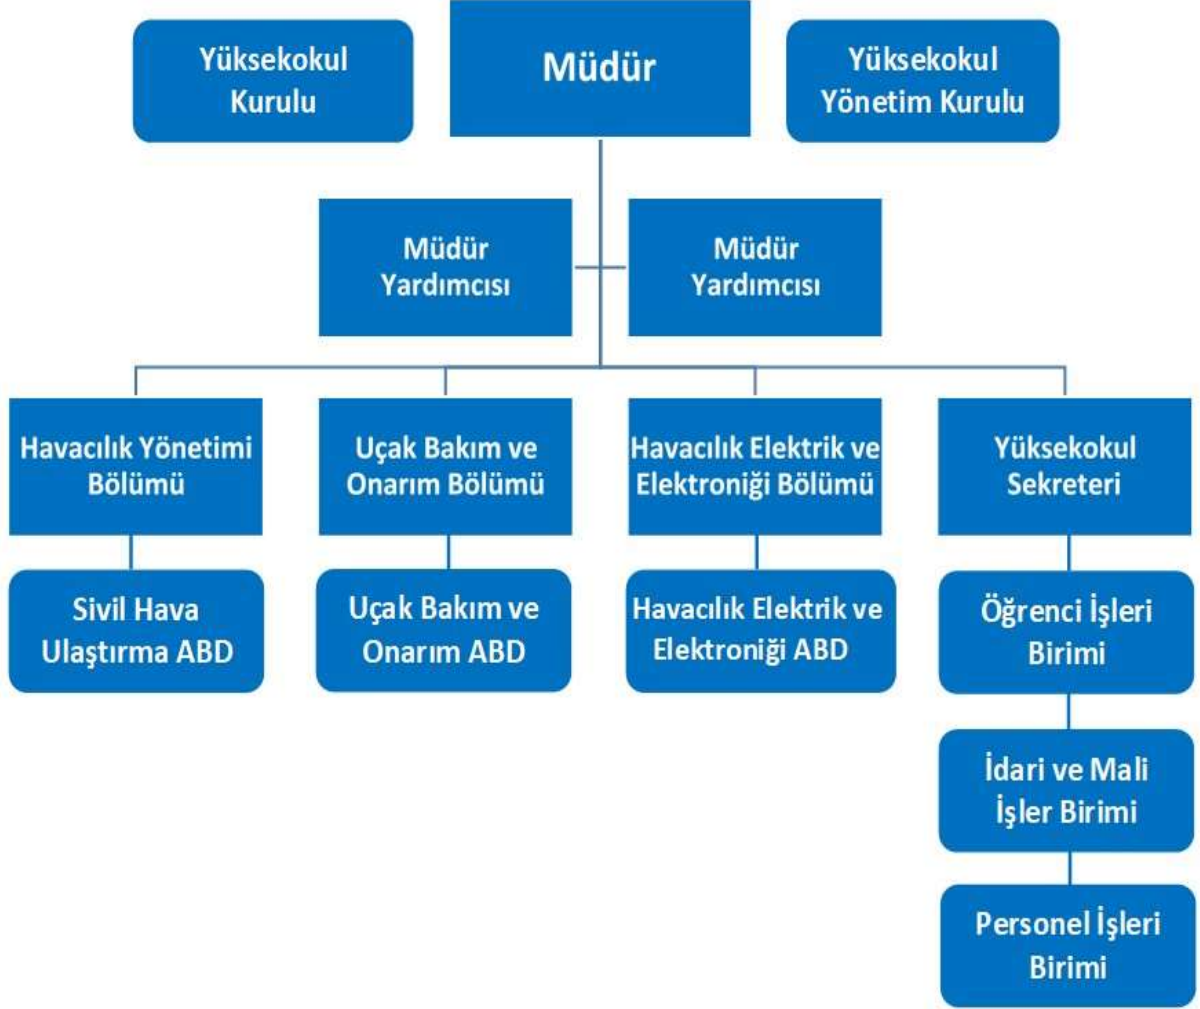 Yüksekokul
Kurulu
Müdür
Yüksekokul
Yönetim Kurulu
Müdür
Yardımcısı
Müdür
Yardımcısı
Havacılık Yönetimi
Bölümü
Uçak Bakım ve
Onarım Bölümü
Havacılık Elektrik ve
Elektroniği Bölümü
Yüksekokul
Sekreteri
Sivil Hava
Ulaştırma ABD
Uçak Bakım ve
Onarım ABD
Havacılık Elektrik ve
Elektroniği ABD
Öğrenci İşleri
Birimi
İdari ve Mali
İşler Birimi
Personel İşleri
Birimi